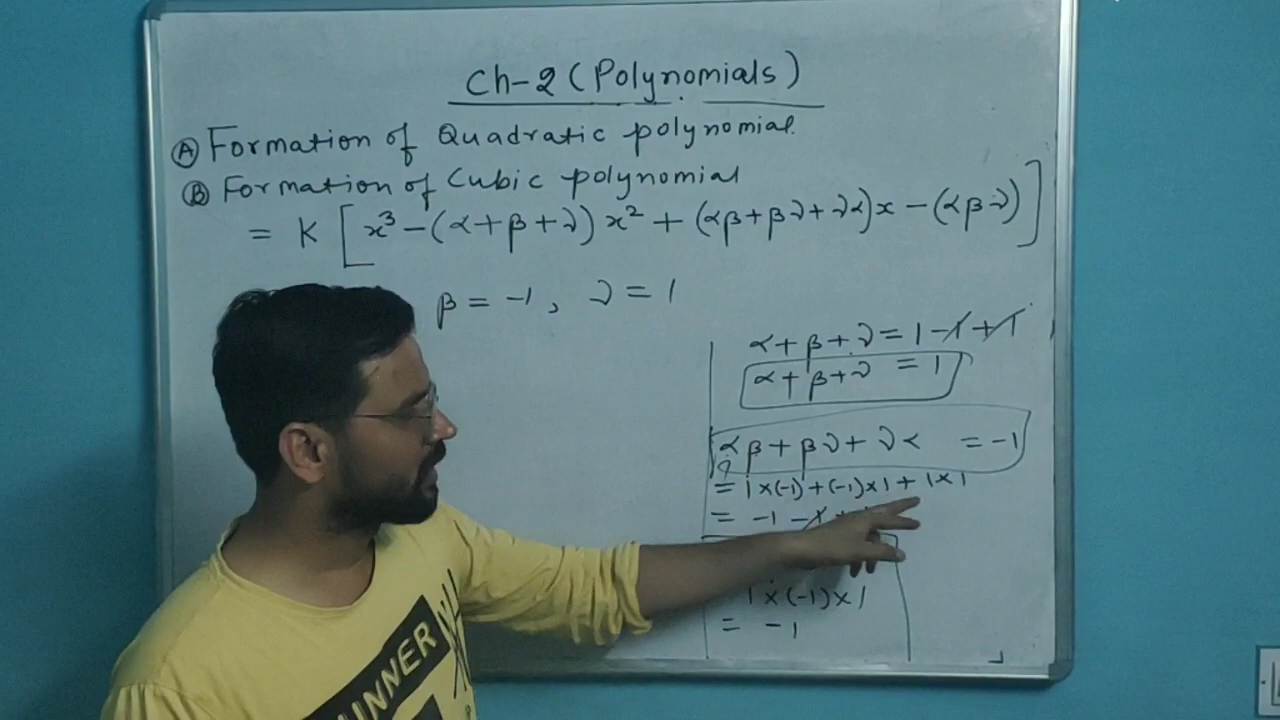 Ch-2 (Polynomials)
Ⓐ Formation of Quadratic polynomial.
Ⓑ Formation of Cubic polynomial
= K [x³-(α+β+γ)x² + (αβ+βγ+γα)x -(αβγ)]
β = -1, γ = 1
α+β+γ = 1-1+1
α+β+γ = 1
αβ+βγ+γα = -1
= 1×(-1)+(-1)×1+1×1
= -1 -1 +
1×(-1)×1
= -1
UNNER